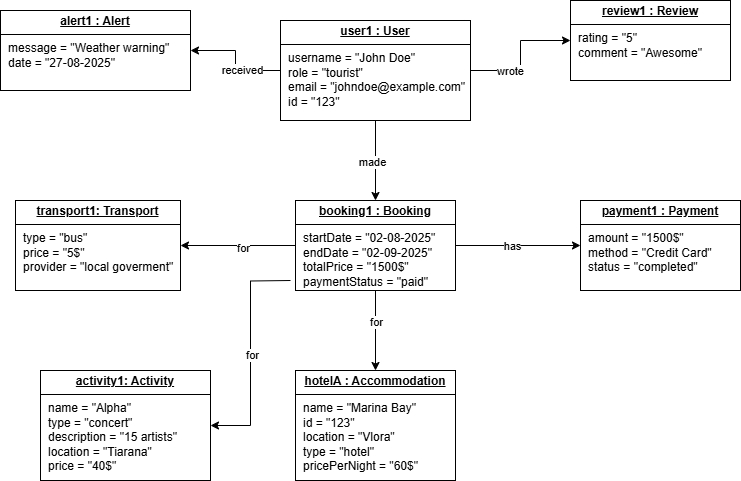 alert1 : Alert
message = "Weather warning"
date = "27-08-2025"
user1 : User
username = "John Doe"
role = "tourist"
email = "johndoe@example.com"
id = "123"
review1 : Review
rating = "5"
comment = "Awesome"
received
wrote
made
transport1: Transport
type = "bus"
price = "5$"
provider = "local goverment"
booking1 : Booking
startDate = "02-08-2025"
endDate = "02-09-2025"
totalPrice = "1500$"
paymentStatus = "paid"
payment1 : Payment
amount = "1500$"
method = "Credit Card"
status = "completed"
for
has
for
for
activity1: Activity
name = "Alpha"
type = "concert"
description = "15 artists"
location = "Tiarana"
price = "40$"
hotelA : Accommodation
name = "Marina Bay"
id = "123"
location = "Vlora"
type = "hotel"
pricePerNight = "60$"